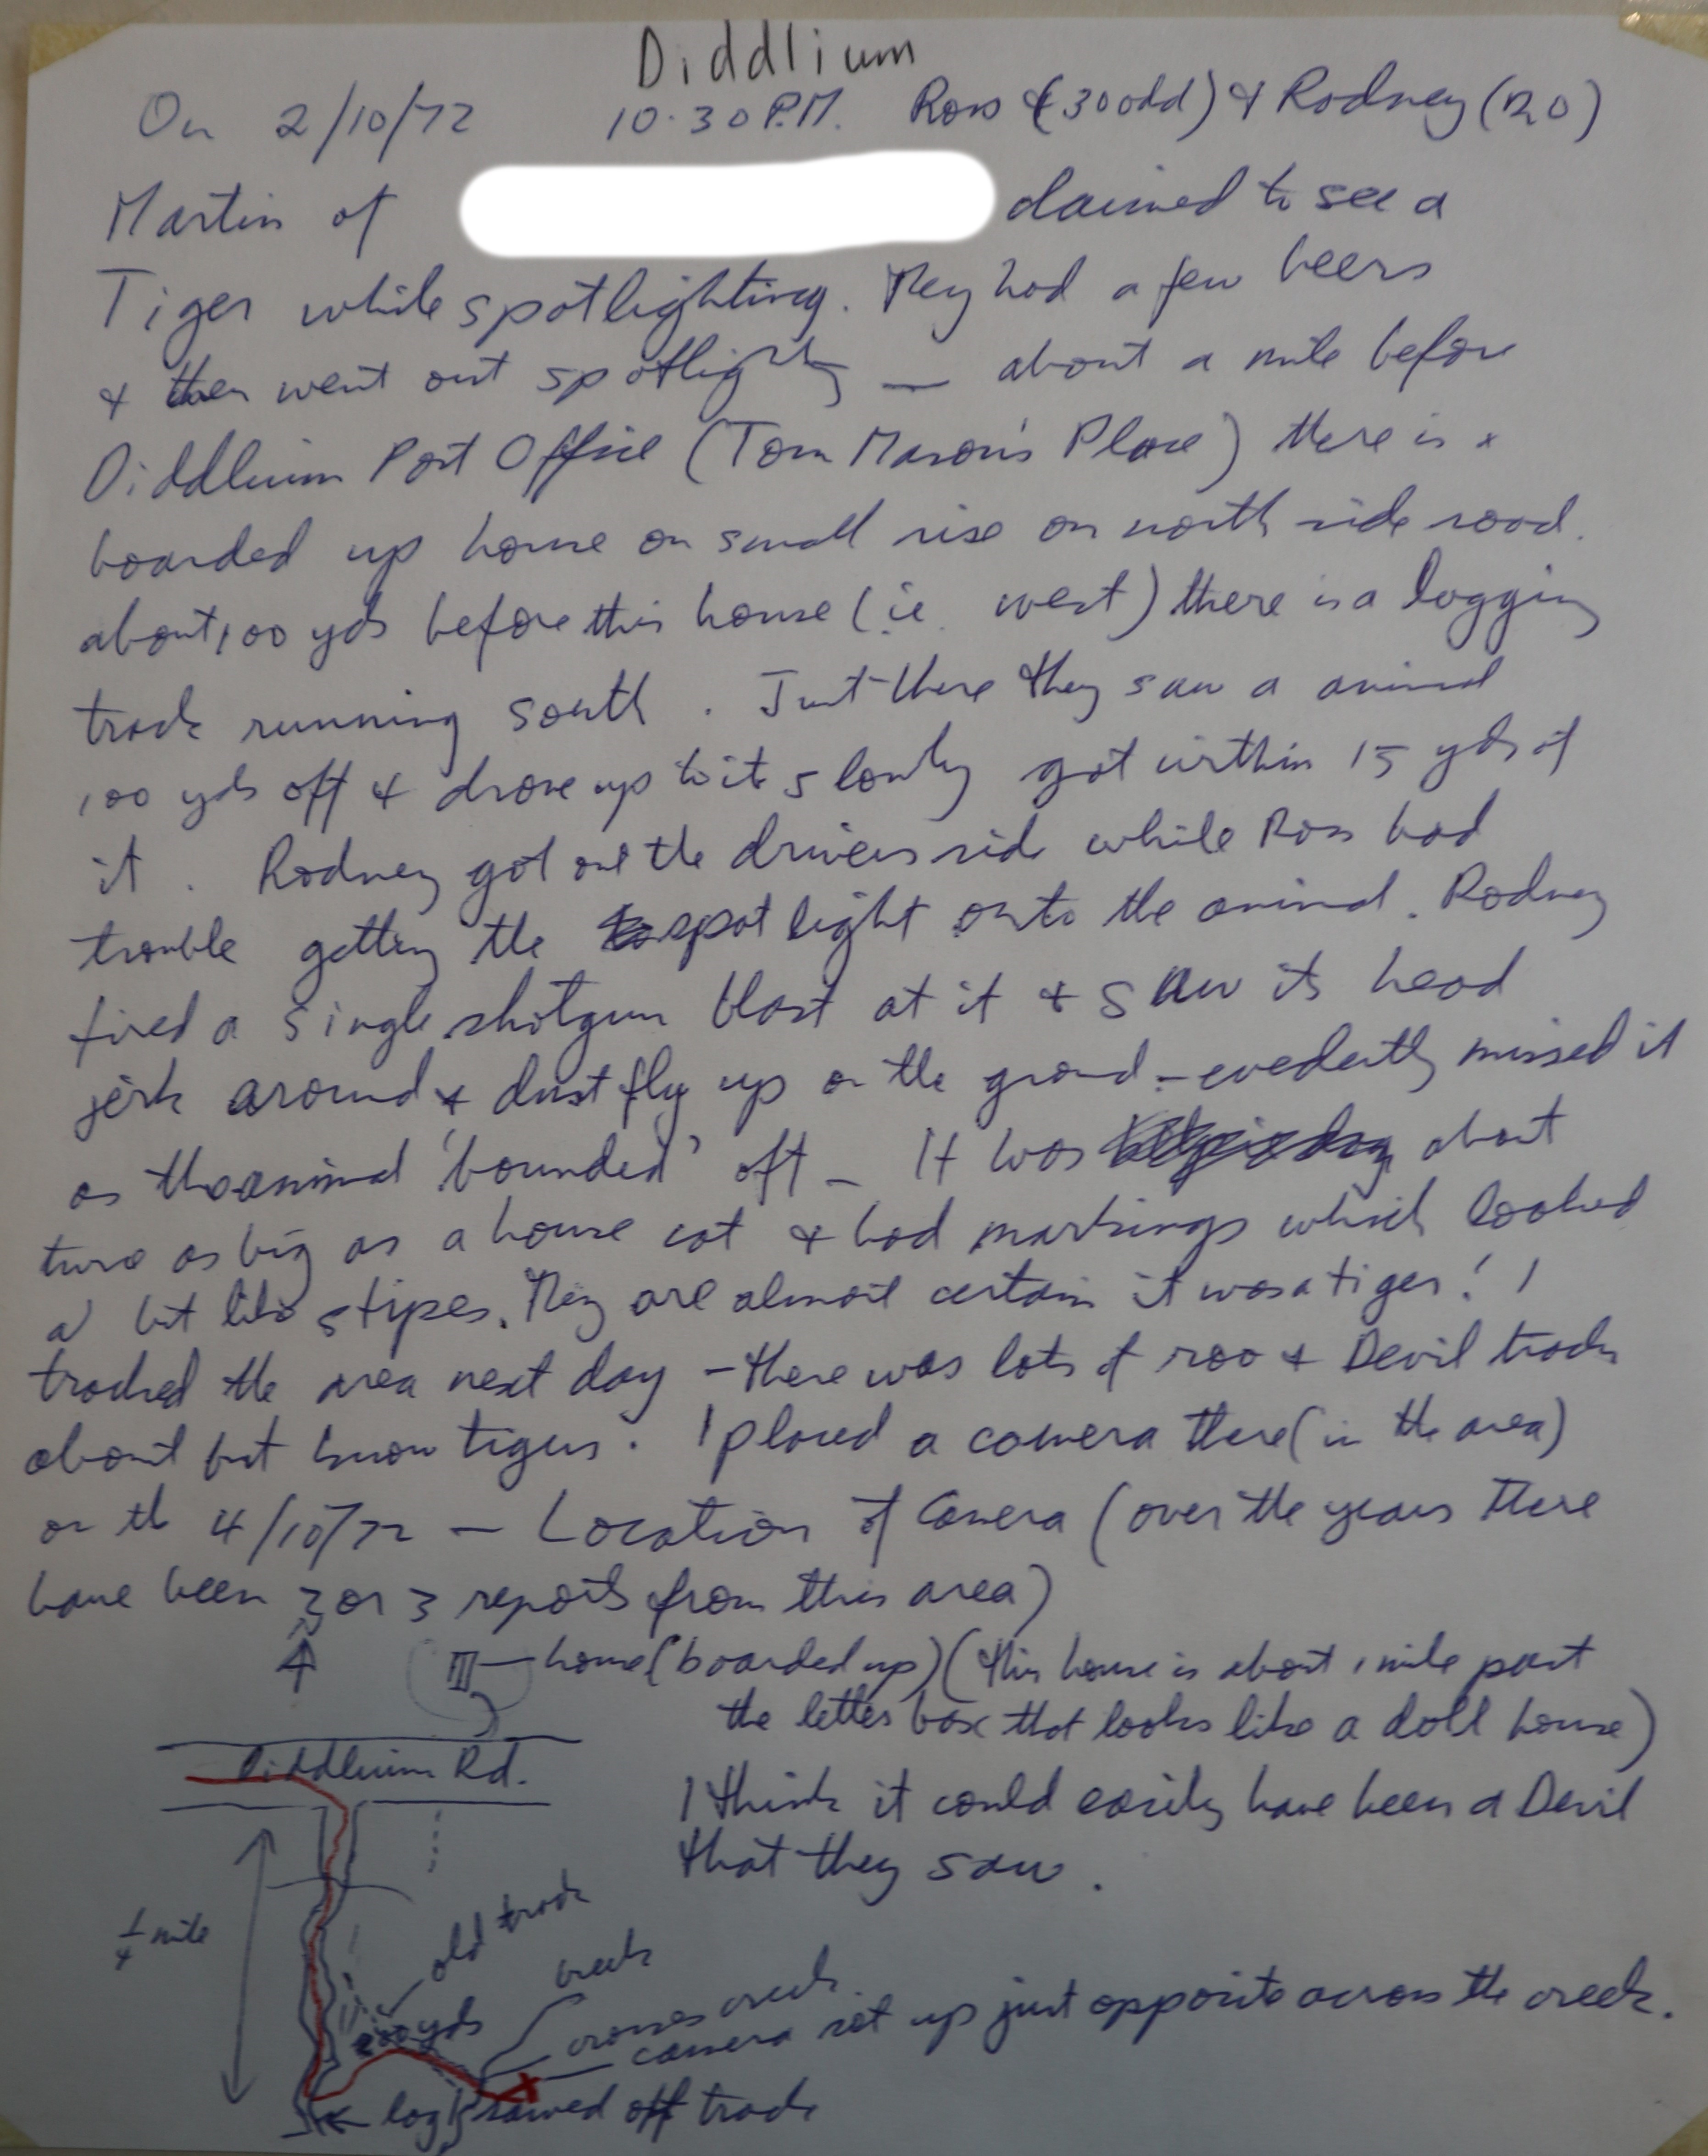 Diddlium
On 2/10/72 10.30 P.M. Ross (30 odd) & Rodney (20)
Martin of claimed to see a
Tiger while spotlighting. They had a few beers
& then went out spotlighting — about a mile before
Diddlium Post Office (Tom Mason's Place) there is a
boarded up house on small rise on north side road.
about 100 yds before this house (ie. west) there is a logging
track running south. Just there they saw a animal
100 yds off & drove up to it slowly got within 15 yds of
it. Rodney got out the drivers side while Ross had
trouble getting the spot light onto the animal. Rodney
fired a single shotgun blast at it & saw its head
jerk around & dust fly up on the ground - evedently missed it
as the animal 'bounded' off - It was about
twice as big as a house cat & had markings which looked
a bit like stipes. They are almost certain it was a tiger! I
tracked the area next day - there was lots of roo & Devil tracks
about but know tigers. I placed a camera there (in the area)
on the 4/10/72 — Location of Camera (over the years there
have been 2 or 3 reports from this area)
N
house (boarded up) (this house is about 1 mile past
the letter box that looks like a doll house)
Diddlium Rd.
I think it could easily have been a Devil
that they saw.
1/4 mile
old track
creek
200 yds
crosses creek
camera set up just opposite across the creek.
log sawed off track